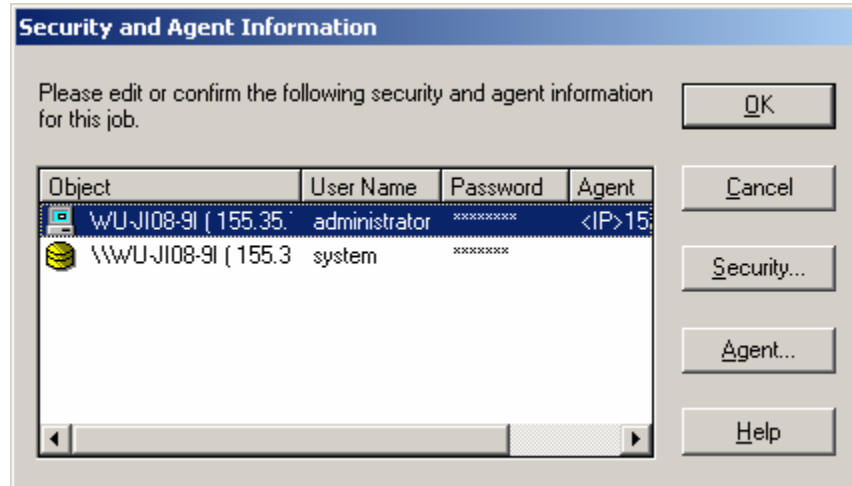 Security and Agent Information
Please edit or confirm the following security and agent information
for this job.
OK
Object User Name Password Agent
Cancel
WU-JI08-9I ( 155.35. administrator ******** <IP>15
\\WU-JI08-9I ( 155.3 system *******
Security...
Agent...
Help